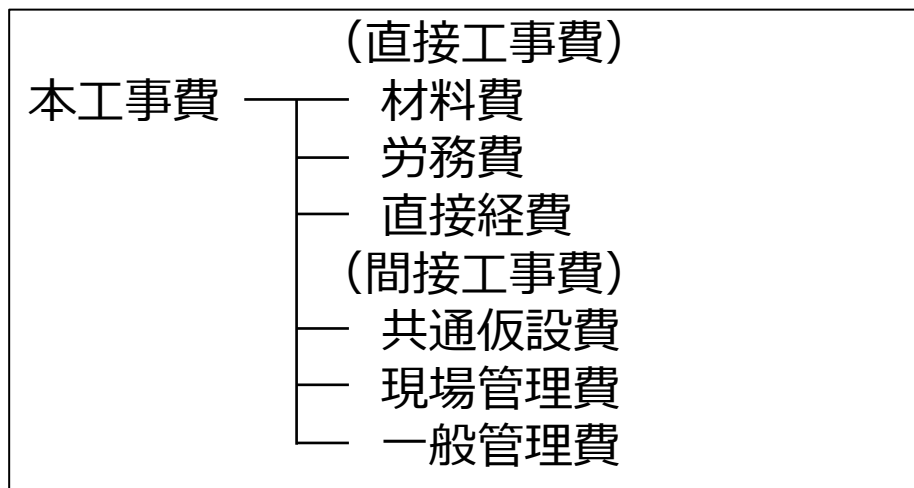 (直接工事費)
本工事費 材料費
労務費
直接経費
(間接工事費)
共通仮設費
現場管理費
一般管理費